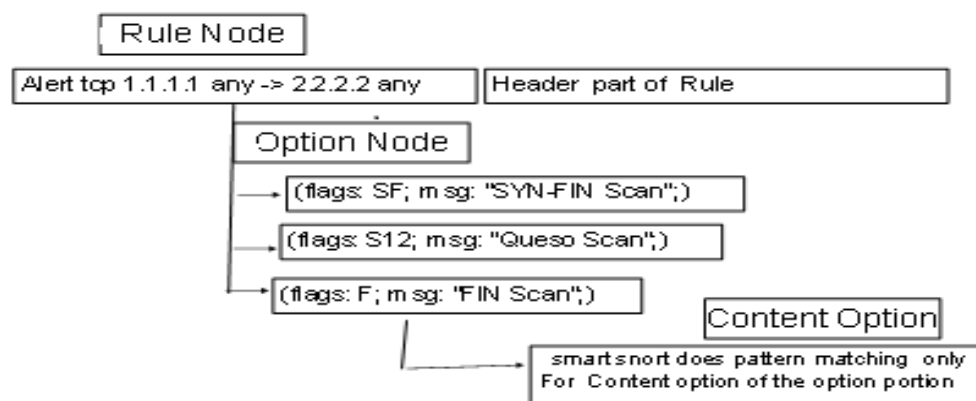 Rule Node
Alert tcp 1.1.1.1 any -> 2.2.2.2 any
Header part of Rule
Option Node
(flags: SF; msg: "SYN-FIN Scan";)
(flags: S12; msg: "Queso Scan";)
(flags: F; msg: "FIN Scan";)
Content Option
smartsnort does pattern matching only
For Content option of the option portion